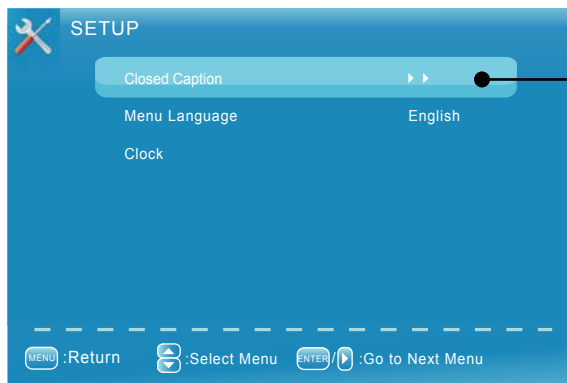 SETUP
Closed Caption
Menu Language English
Clock
MENU :Return :Select Menu ENTER / :Go to Next Menu